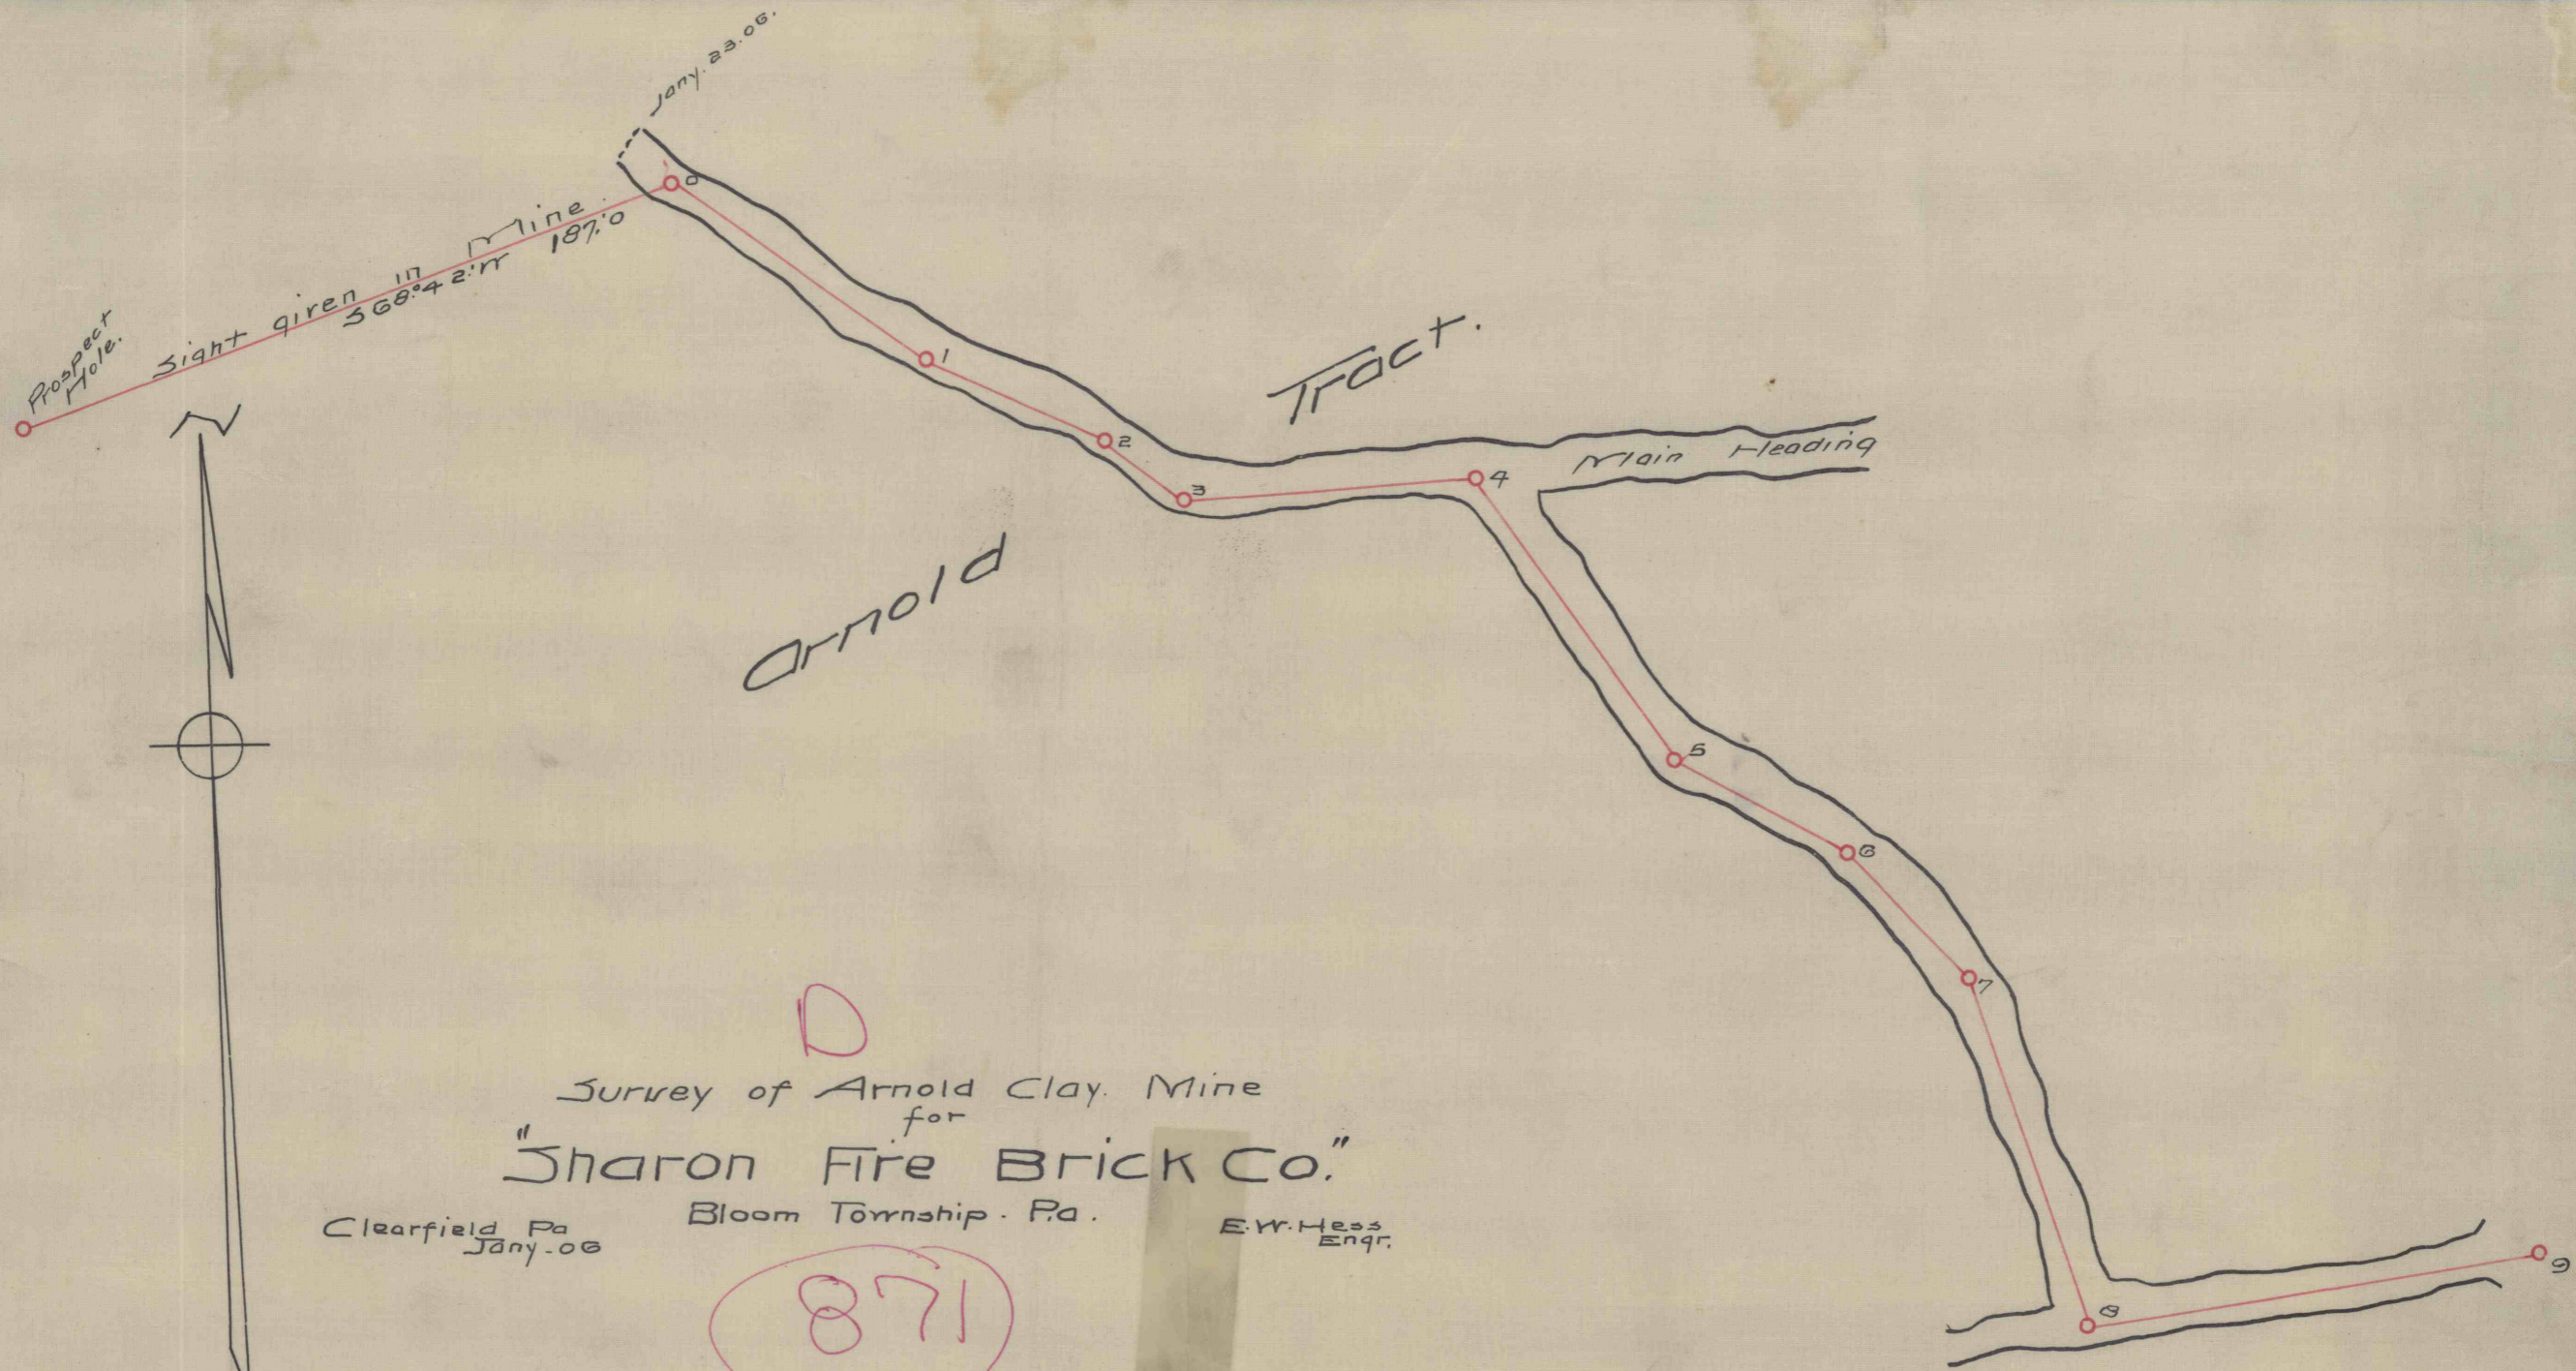 Jany. 23.06.
0
Sight given in Mine.
S 68.°42.'W 187.'0
Prospect
Hole.
1
Tract.
2
Main Heading
3
4
Arnold
5
6
7
D
Survey of Arnold Clay. Mine
for
"Sharon Fire Brick Co."
Bloom Township. Pa.
Clearfield Pa
Jany-06
E.W. Hess
Engr.
871
8
9